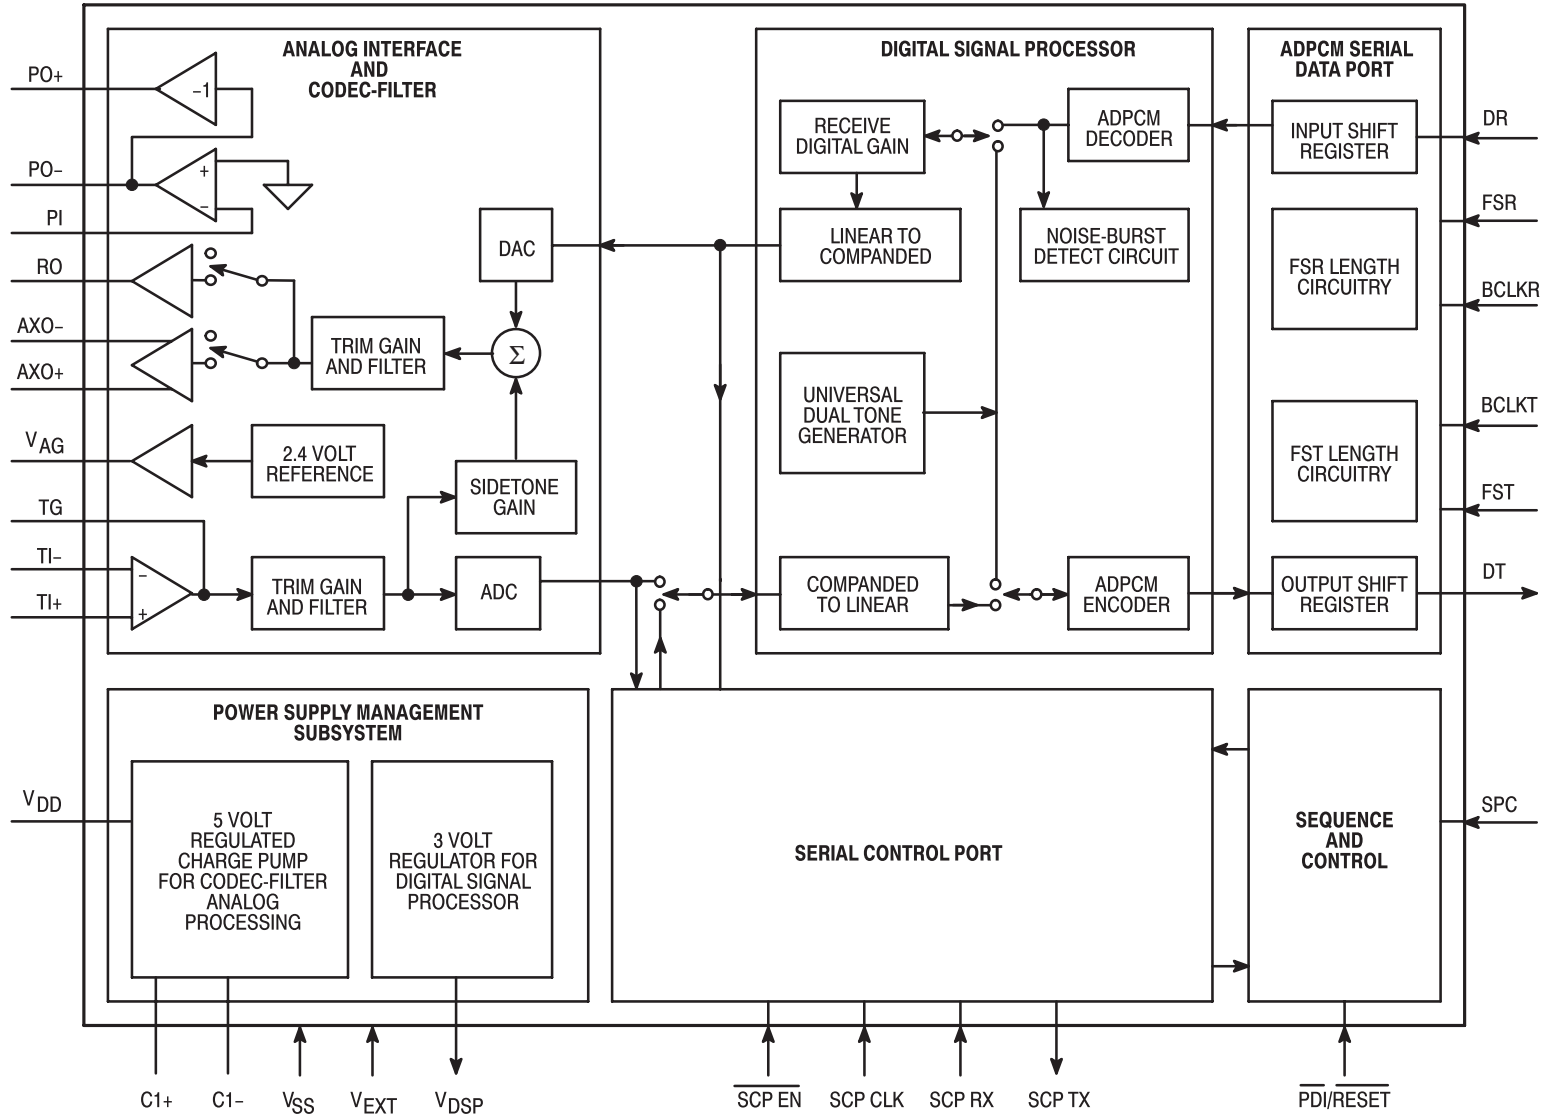 ANALOG INTERFACE
AND
CODEC-FILTER
DIGITAL SIGNAL PROCESSOR
ADPCM SERIAL
DATA PORT
PO+
–1
PO–
+
–
PI
RO
AXO–
AXO+
VAG
TG
TI–
TI+
–
+
DAC
TRIM GAIN
AND FILTER
Σ
2.4 VOLT
REFERENCE
SIDETONE
GAIN
TRIM GAIN
AND FILTER
ADC
RECEIVE
DIGITAL GAIN
ADPCM
DECODER
LINEAR TO
COMPANDED
NOISE-BURST
DETECT CIRCUIT
UNIVERSAL
DUAL TONE
GENERATOR
COMPANDED
TO LINEAR
ADPCM
ENCODER
INPUT SHIFT
REGISTER
FSR LENGTH
CIRCUITRY
FST LENGTH
CIRCUITRY
OUTPUT SHIFT
REGISTER
DR
FSR
BCLKR
BCLKT
FST
DT
POWER SUPPLY MANAGEMENT
SUBSYSTEM
VDD
5 VOLT
REGULATED
CHARGE PUMP
FOR CODEC-FILTER
ANALOG
PROCESSING
3 VOLT
REGULATOR FOR
DIGITAL SIGNAL
PROCESSOR
SERIAL CONTROL PORT
SEQUENCE
AND
CONTROL
SPC
C1+
C1–
VSS
VEXT
VDSP
SCP EN
SCP CLK
SCP RX
SCP TX
PDI/RESET